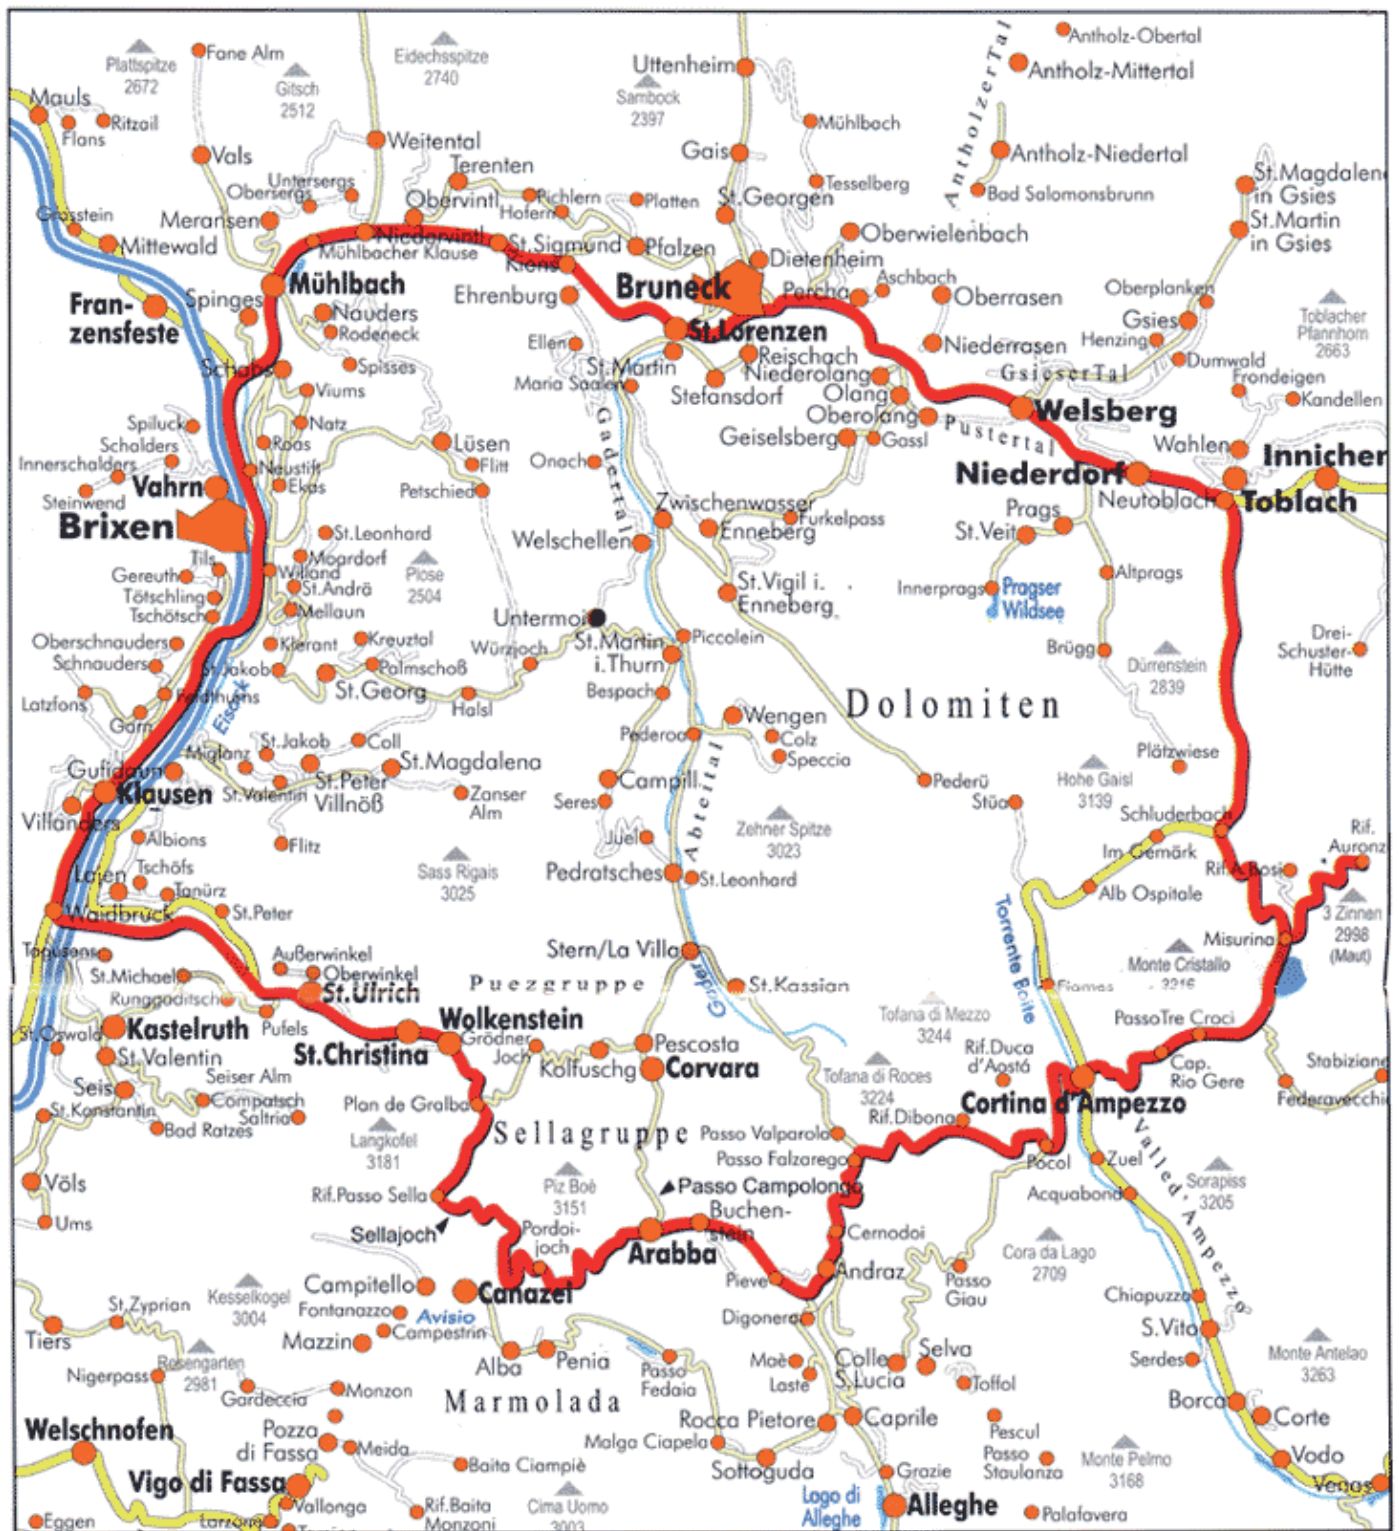 Fane Alm
Plattspitze
2672
Gitsch
2512
Eidechsspitze
2740
Uttenheim
Sambock
2397
Antholz-Obertal
Antholz-Mittertal
AntholzerTal
Mauls
Flans
Ritzail
Vals
Weitental
Mühlbach
Gais
Antholz-Niedertal
Terenten
Untersergs
Obersergs
Obervintl
Pichlern
Hofern
Platten
Tesselberg
St.Georgen
Bad Salomonsbrunn
St.Magdalen
in Gsies
St.Martin
in Gsies
Grasstein
Mittewald
Meransen
Niedervintl
Mühlbacher Klause
St.Sigmund
Kiens
Pfalzen
Oberwielenbach
Dietenheim
Fran-
zensfeste
Spinges
Mühlbach
Nauders
Rodeneck
Ehrenburg
Bruneck
Percha
Aschbach
Oberrasen
Oberplanken
Gsies
Toblacher
Pfannhorn
2663
Schabs
Spisses
Ellen
St.Lorenzen
St.Martin
Reischach
Niederrasen
Henzing
Dumwald
GsieserTal
Viums
Maria Saalen
Stefansdorf
Niederolang
Olang
Frondeigen
Kandellen
Spiluck
Natz
Gadertal
Oberolang
Welsberg
Schalders
Raas
Lüsen
Geiselsberg
Gassl
Pustertal
Wahlen
Innerschalders
Neustift
Flitt
Onach
Innicher
Steinwend
Vahrn
Ekas
Petschied
Niederdorf
Neutoblach
Toblach
Brixen
Zwischenwasser
Furkelpass
Prags
St.Leonhard
Welschellen
Enneberg
St.Veit
Tils
Moardorf
Plose
2504
Gereuth
Willand
St.Andrä
Altprags
Tötschling
St.Vigil i.
Enneberg
Innerprags
Pragser
Wildsee
Tschötsch
Mellaun
Untermoi
Oberschnauders
Klerant
Kreuztal
St.Martin
i.Thurn
Piccolein
Schnauders
St.Jakob
Palmschoß
Würzjoch
Brügg
Dürrenstein
2839
Drei-
Schuster-
Hütte
Latzfons
Feldthurns
St.Georg
Halsl
Bespach
Garn
Eisack
Wengen
Dolomiten
Pederoa
Colz
Speccia
Plätzwiese
Miglanz
St.Jakob
Coll
Gufidaun
St.Peter
Villnöß
St.Magdalena
Campill
Abteital
Pederü
Hohe Gaisl
3139
Klausen
St.Valentin
Zanser
Alm
Seres
Stüa
Schluderbach
Villanders
Albions
Flitz
Juel
Zehner Spitze
3023
Im Gemärk
Rif.
Auronz
Lajen
Tschöfs
Tanürz
Sass Rigais
3025
Pedratsches
St.Leonhard
Rif.A.Bosi
Alb Ospitale
3 Zinnen
2998
(Maut)
Waidbruck
St.Peter
Torrente Boite
Misurina
Tagusens
Außerwinkel
Stern/La Villa
Monte Cristallo
3216
St.Michael
Oberwinkel
Puezgruppe
Gader
St.Kassian
Fiames
Runggaditsch
St.Ulrich
Tofana di Mezzo
3244
PassoTre Croci
St.Oswald
Kastelruth
Pufels
Wolkenstein
St.Valentin
St.Christina
Grödner
Joch
Pescosta
Kolfuschg
Corvara
Rif.Duca
d'Aostà
Cap.
Rio Gere
Stabiziane
Seis
Seiser Alm
Tofana di Roces
3224
Cortina d'Ampezzo
Federavecchi
St.Konstantin
Compatsch
Saltria
Plan de Gralba
Rif.Dibona
Bad Ratzes
Langkofel
3181
Sellagruppe
Passo Valparola
Passo Falzarego
Pocol
Zuel
Valle d'Ampezzo
Völs
Rif.Passo Sella
Piz Boè
3151
Passo Campolongo
Acquabona
Sorapiss
3205
Ums
Sellajoch
Pordoi-
joch
Buchen-
stein
Arabba
Cernodoi
Cora da Lago
2709
Campitello
Canazei
Pieve
Andraz
Passo
Giau
St.Zyprian
Kesselkogel
3004
Fontanazzo
Avisio
Digonera
Chiapuzza
Tiers
Mazzin
Campestrin
S.Vito
Rosengarten
2981
Alba
Penia
Passo
Fedaia
Moè
Laste
Colle
S.Lucia
Selva
Serdes
Monte Antelao
3263
Nigerpass
Gardeccia
Monzon
Marmolada
Toffol
Borca
Corte
Welschnofen
Pozza
di Fassa
Meida
Rocca Pietore
Caprile
Pescul
Malga Ciapela
Passo
Staulanza
Monte Pelmo
3168
Vodo
Vigo di Fassa
Baita Ciampiè
Sottoguda
Grazie
Venas
Vallonga
Rif.Baita
Monzoni
Cima Uomo
3003
Lago di
Alleghe
Alleghe
Palafavera
Eggen
Larzonei